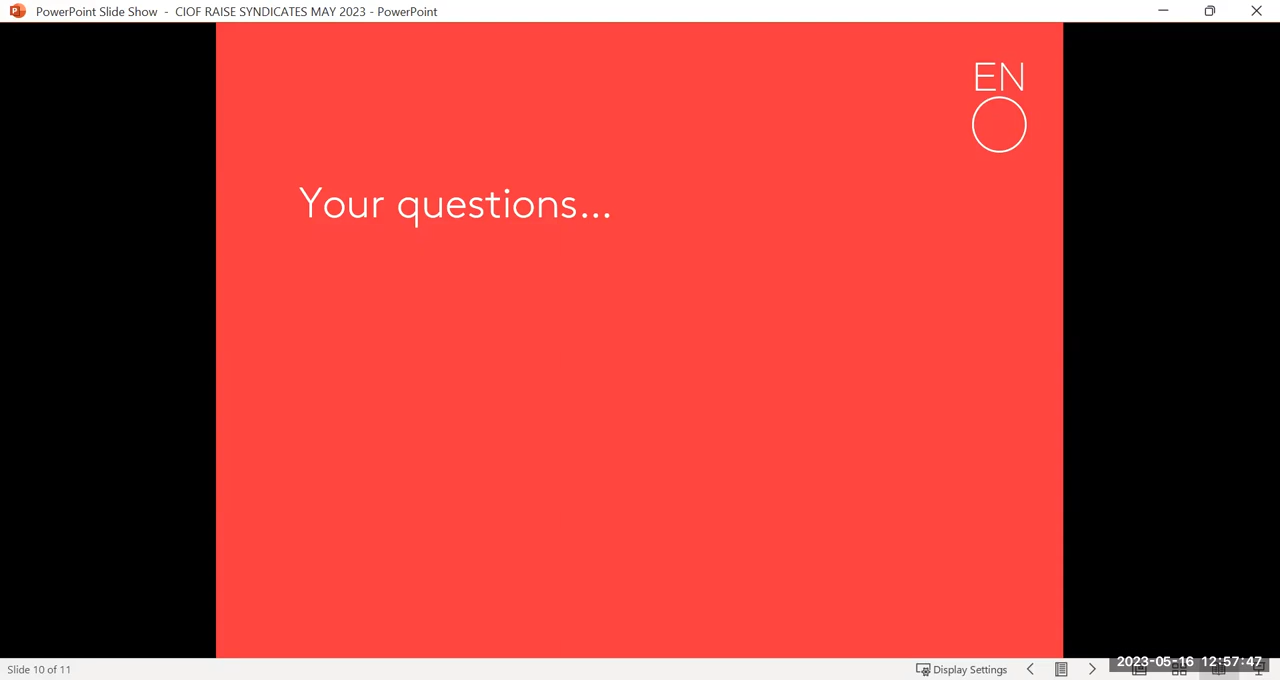 PowerPoint Slide Show - CIOF RAISE SYNDICATES MAY 2023 - PowerPoint
EN
O
Your questions...
Slide 10 of 11
Display Settings
2023-05-16 12:57:47